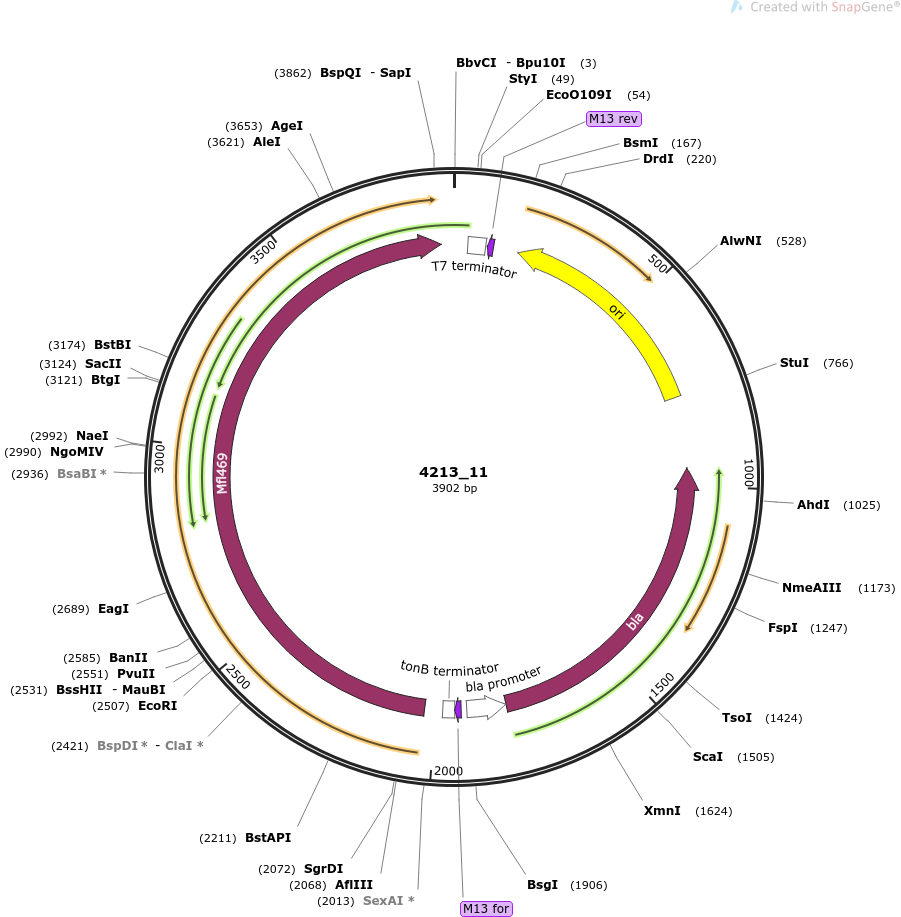 Created with SnapGene®
(3862) BspQI - SapI
BbvCI - Bpu10I (3)
StyI (49)
EcoO109I (54)
M13 rev
(3653) AgeI
(3621) AleI
BsmI (167)
DrdI (220)
AlwNI (528)
StuI (766)
AhdI (1025)
NmeAIII (1173)
FspI (1247)
TsoI (1424)
ScaI (1505)
XmnI (1624)
BsgI (1906)
M13 for
(2013) SexAI *
(2068) AflIII
(2072) SgrDI
(2211) BstAPI
(2421) BspDI * - ClaI *
(2507) EcoRI
(2531) BssHII - MauBI
(2551) PvuII
(2585) BanII
(2689) EagI
(2936) BsaBI *
(2990) NgoMIV
(2992) NaeI
(3121) BtgI
(3124) SacII
(3174) BstBI
500
1000
1500
2000
2500
3000
3500
T7 terminator
ori
bla
bla promoter
tonB terminator
Mfl469
4213_11
3902 bp